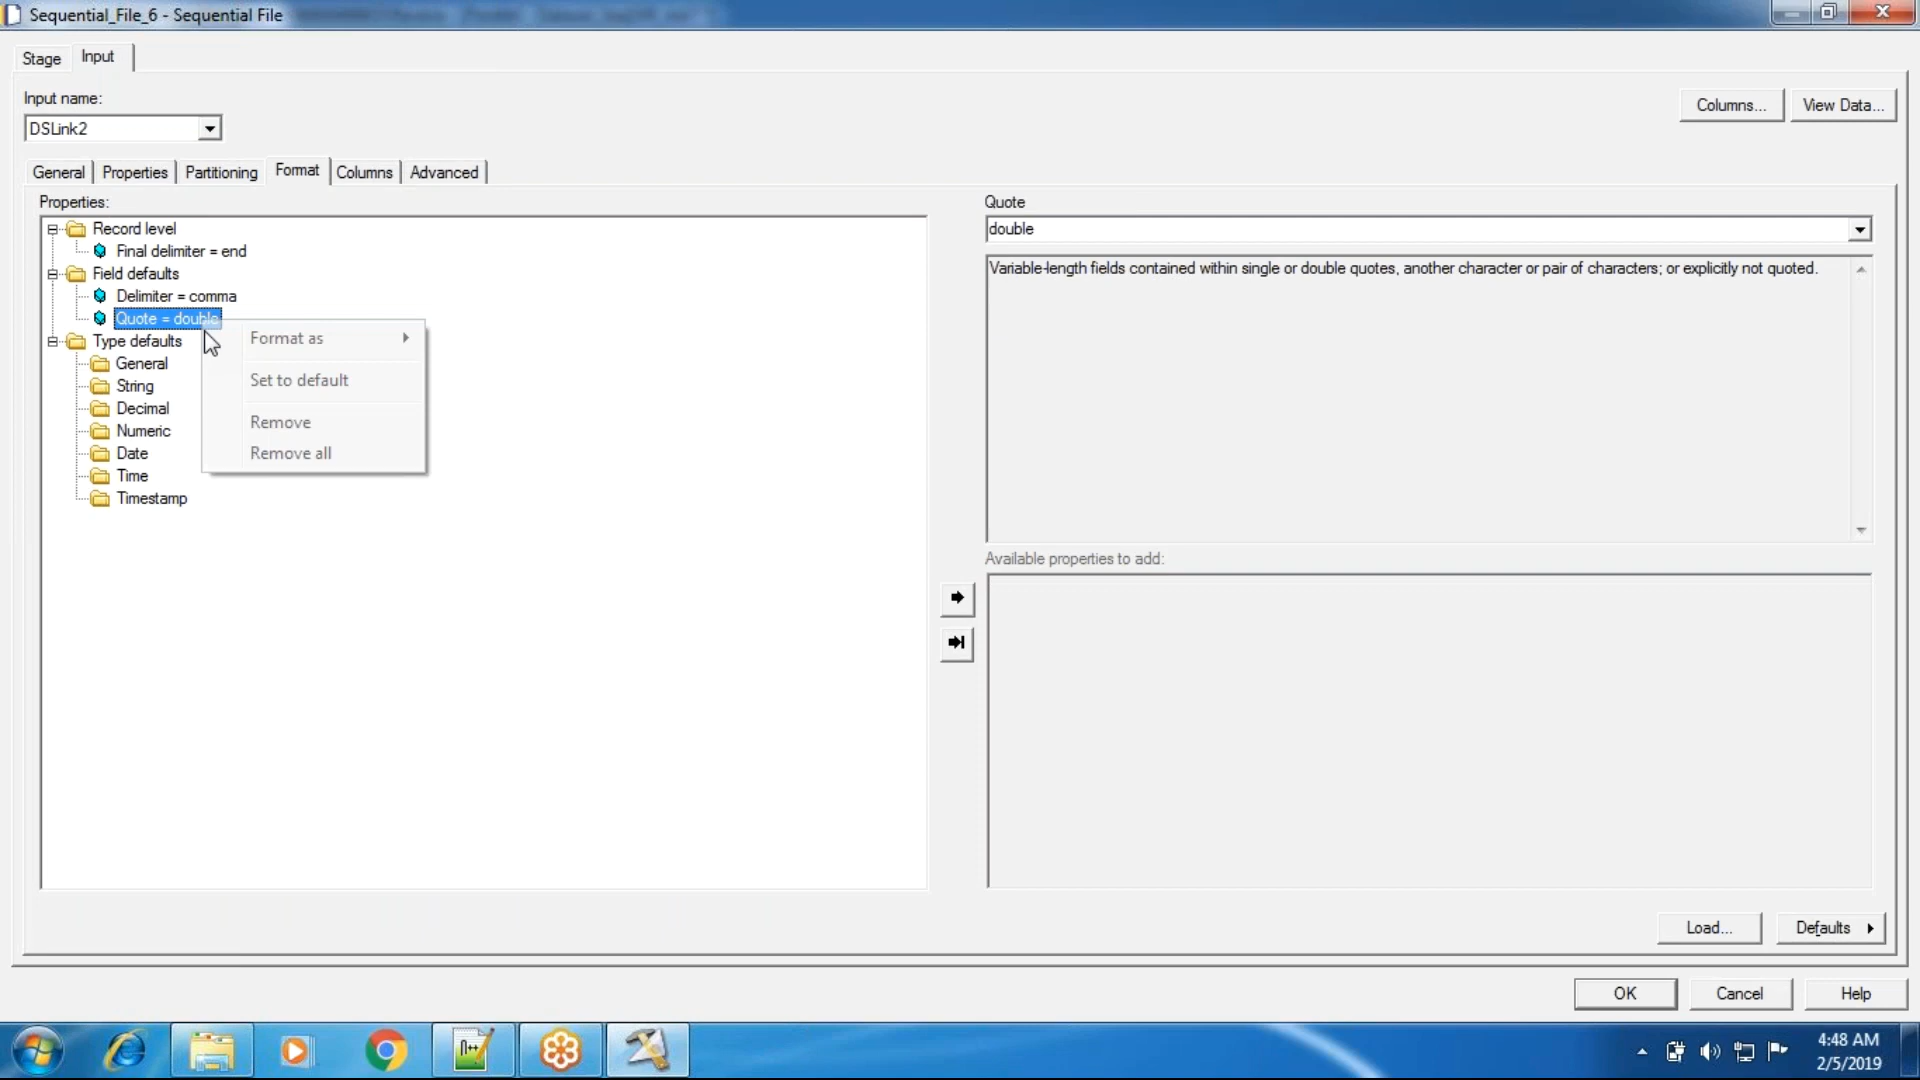 Sequential_File_6 - Sequential File
Stage
Input
Input name:
DSLink2
Columns...
View Data...
General
Properties
Partitioning
Format
Columns
Advanced
Properties:
Record level
Final delimiter = end
Field defaults
Delimiter = comma
Quote = double
Type defaults
General
String
Decimal
Numeric
Date
Time
Timestamp
Format as
Set to default
Remove
Remove all
Quote
double
Variable-length fields contained within single or double quotes, another character or pair of characters; or explicitly not quoted.
Available properties to add:
Load...
Defaults
OK
Cancel
Help
4:48 AM
2/5/2019